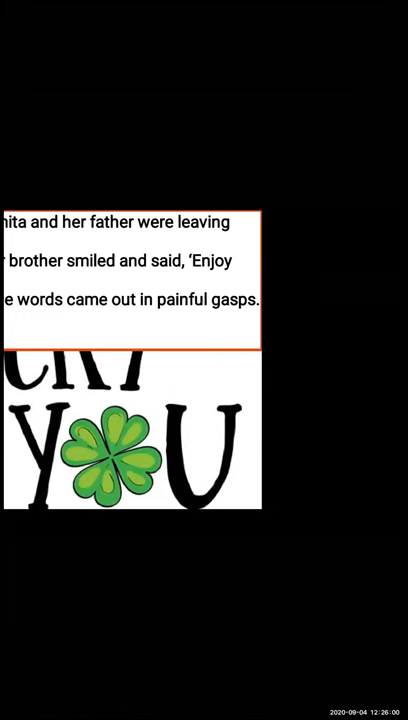 and her father were leaving
brother smiled and said, ‘Enjoy
words came out in painful gasps.
YOU
2020-09-04 12:26:00